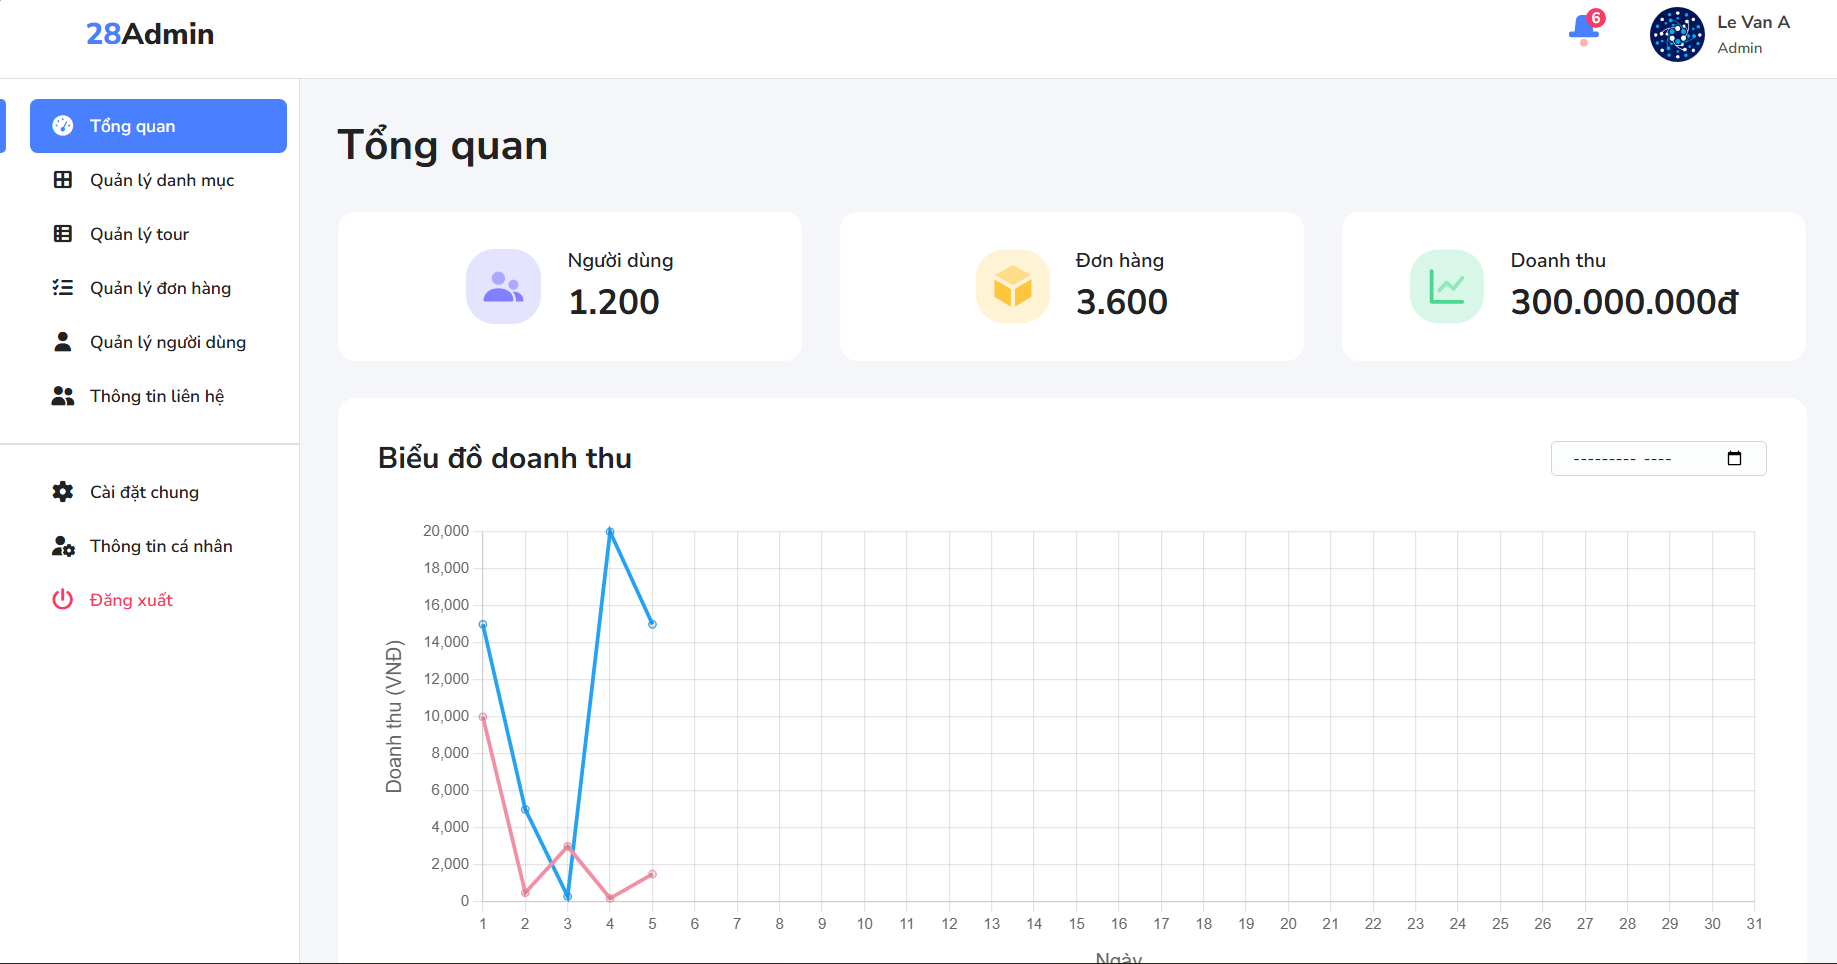 28Admin
6
Le Van A
Admin
Tổng quan
Quản lý danh mục
Quản lý tour
Quản lý đơn hàng
Quản lý người dùng
Thông tin liên hệ
Cài đặt chung
Thông tin cá nhân
Đăng xuất
Tổng quan
Người dùng
1.200
Đơn hàng
3.600
Doanh thu
300.000.000đ
Biểu đồ doanh thu
--------- ----
Doanh thu (VNĐ)
20,000
18,000
16,000
14,000
12,000
10,000
8,000
6,000
4,000
2,000
0
1 2 3 4 5 6 7 8 9 10 11 12 13 14 15 16 17 18 19 20 21 22 23 24 25 26 27 28 29 30 31
Ngày